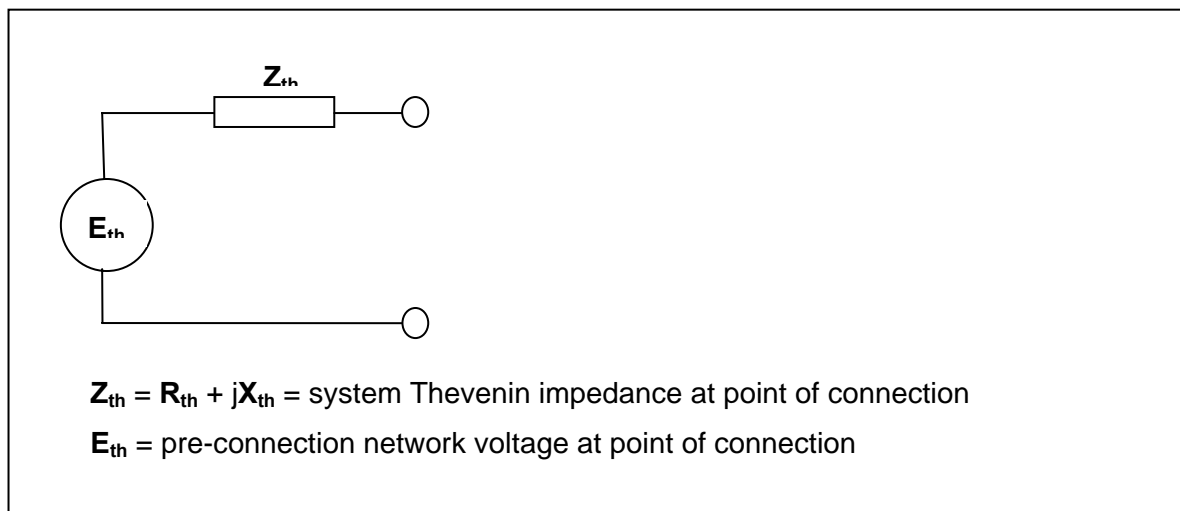 Zth
Eth
Zth = Rth + jXth = system Thevenin impedance at point of connection
Eth = pre-connection network voltage at point of connection